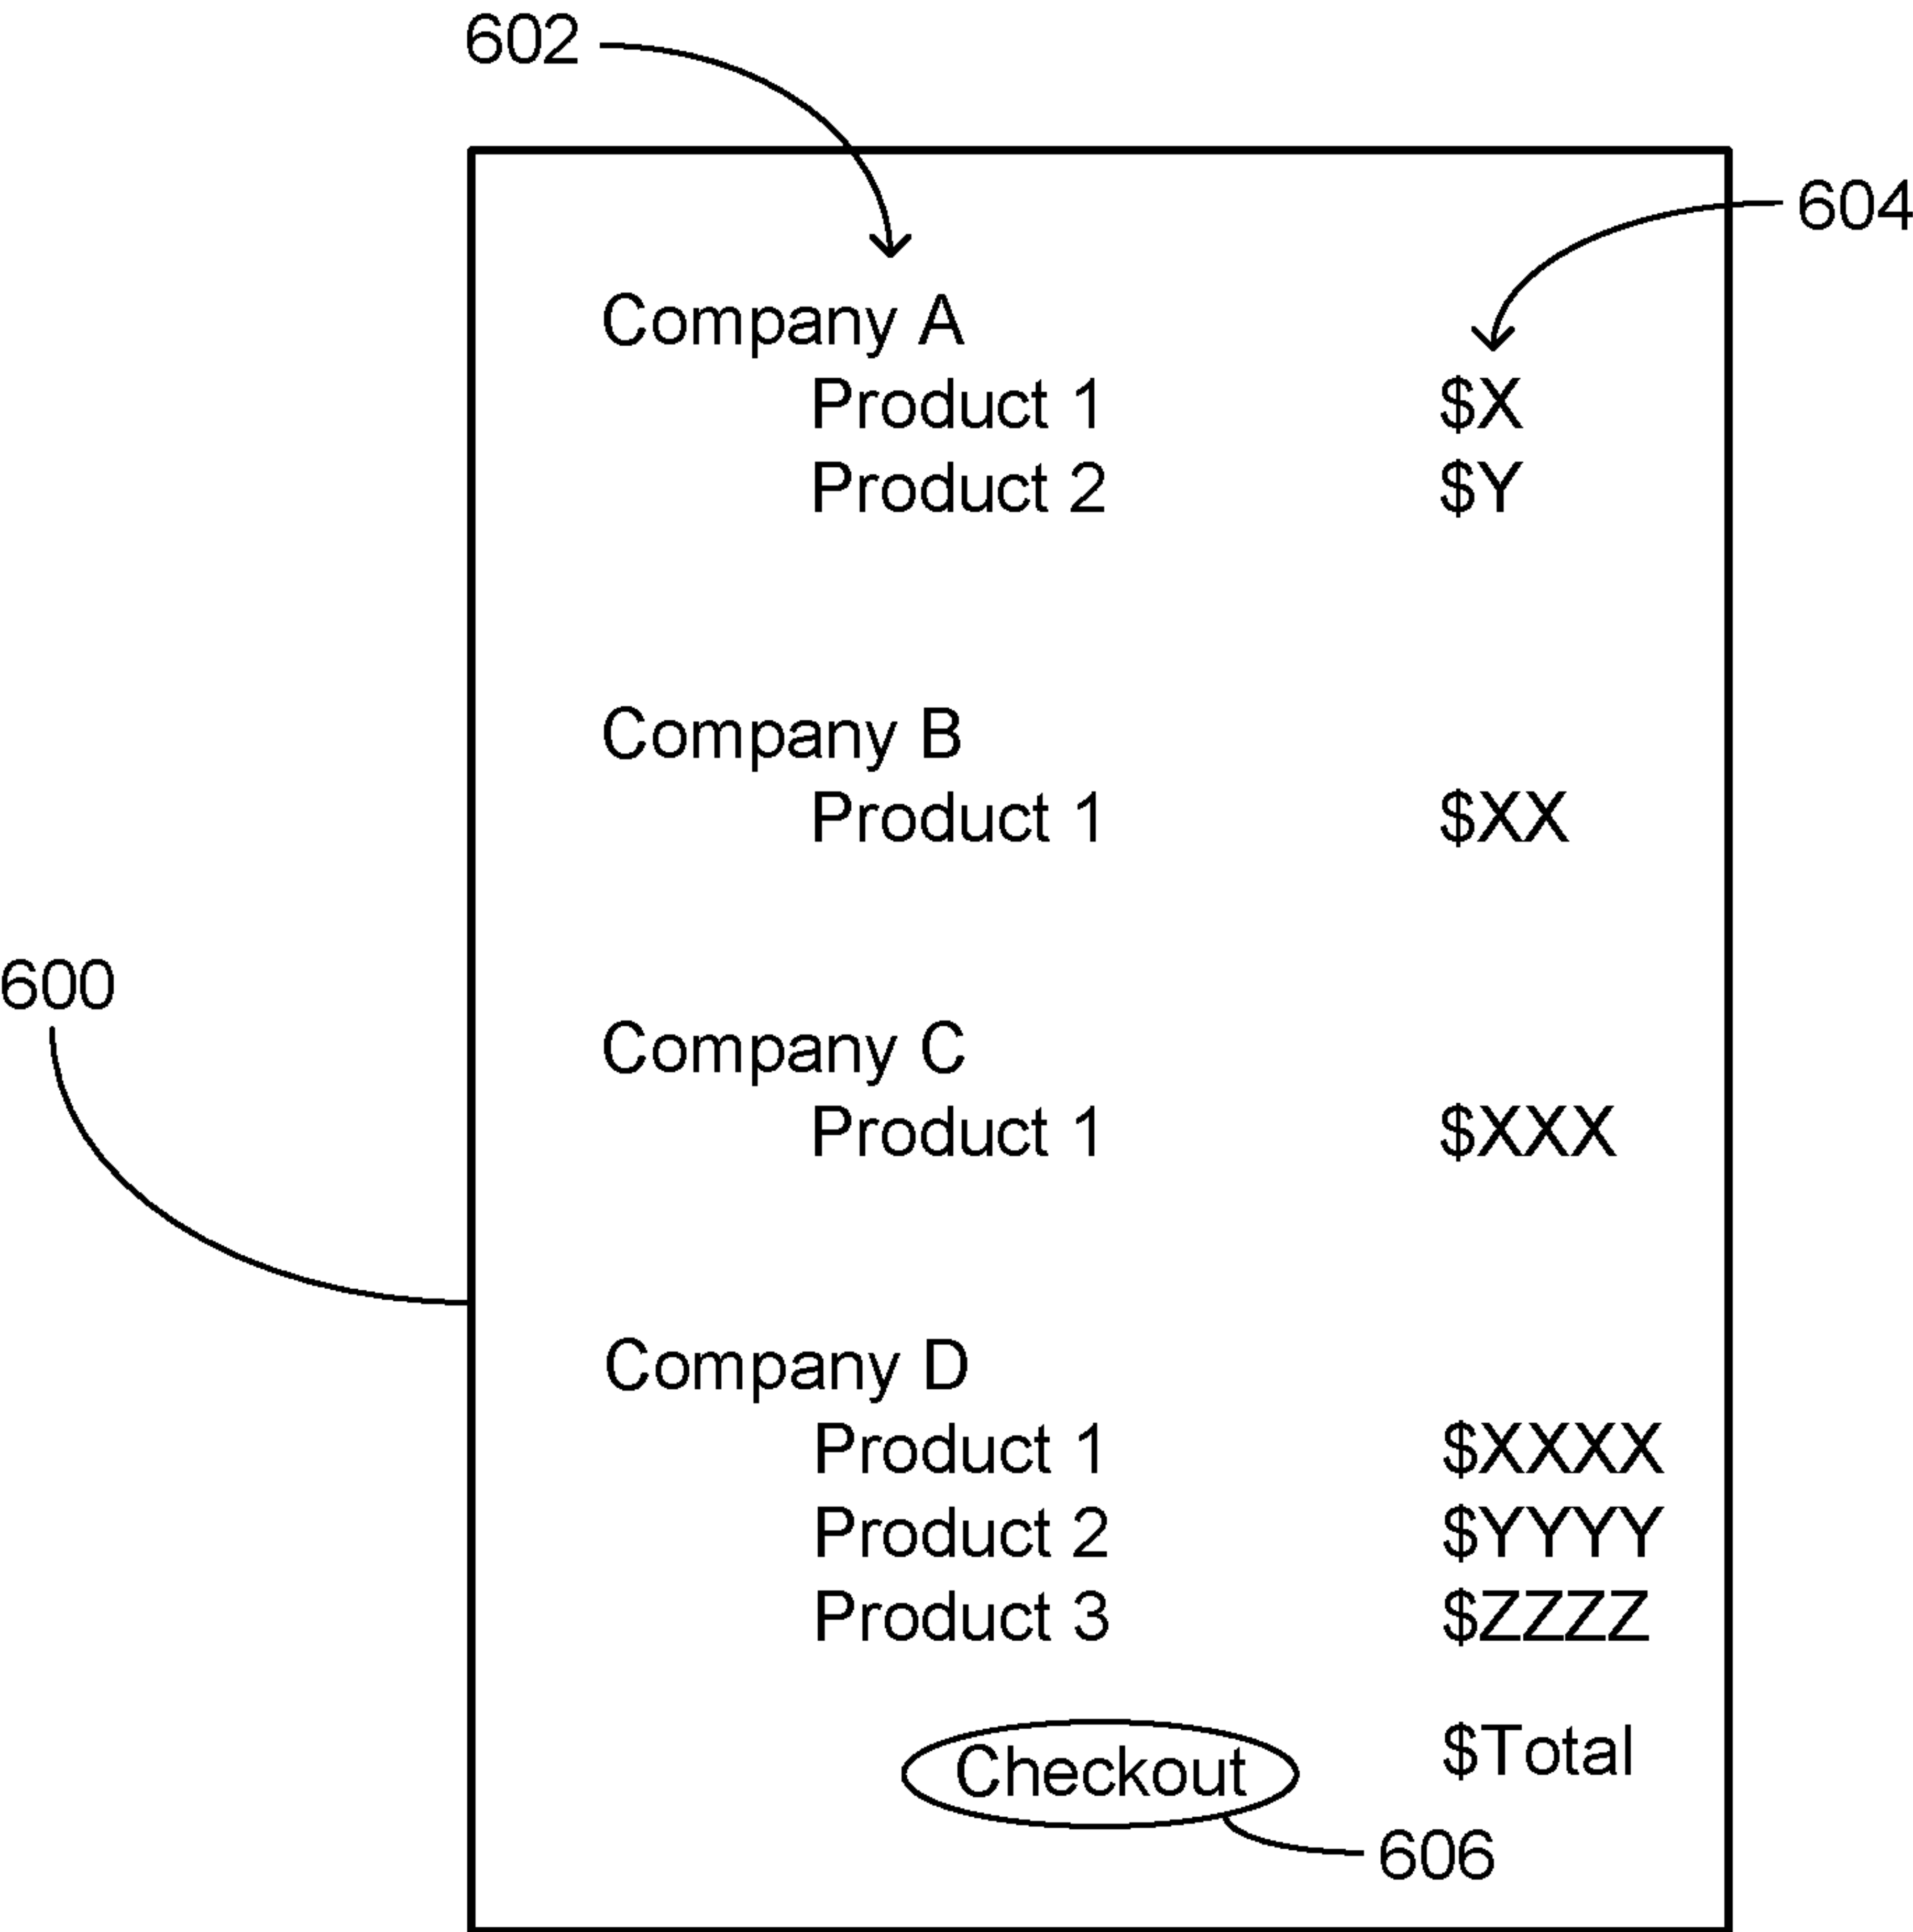 602
604
Company A
Product 1 $X
Product 2 $Y
Company B
Product 1 $XX
600
Company C
Product 1 $XXX
Company D
Product 1 $XXXX
Product 2 $YYYY
Product 3 $ZZZZ
$Total
Checkout
606